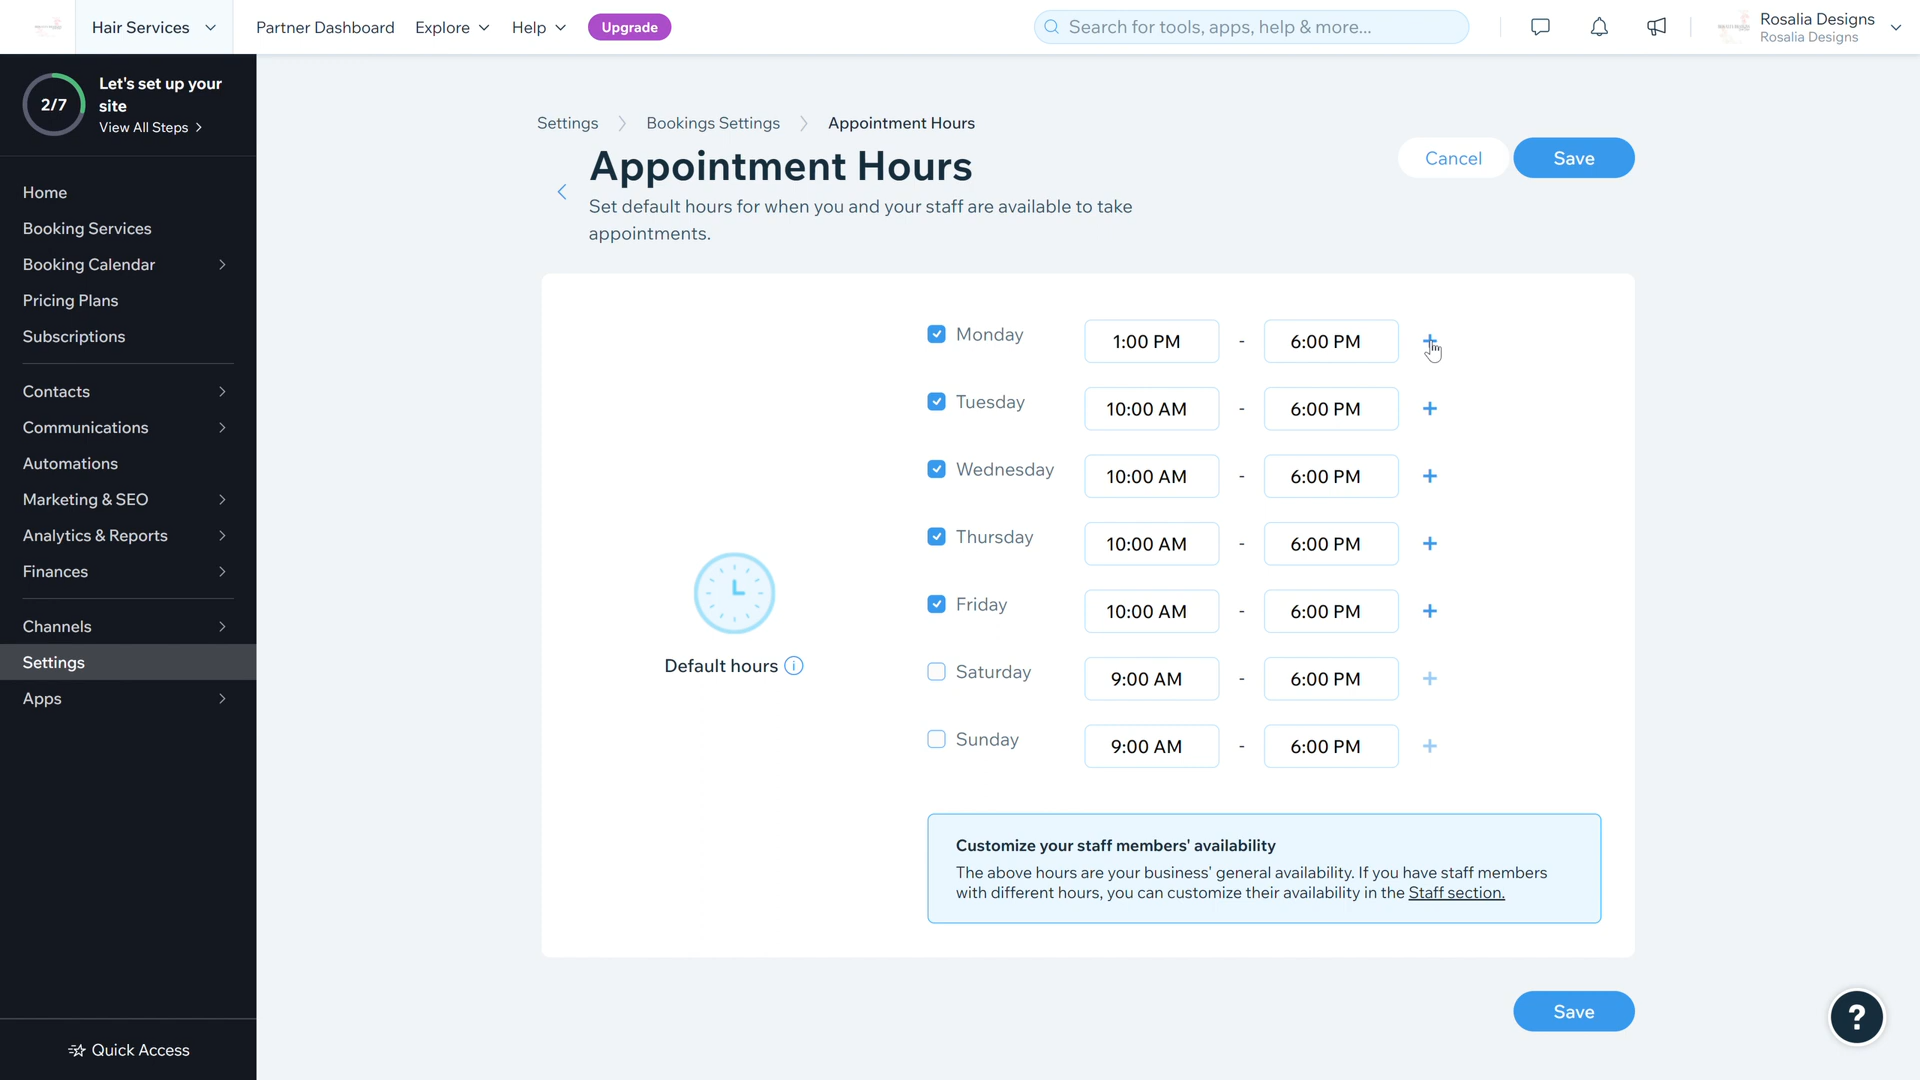 Hair Services
Partner Dashboard
Explore
Help
Upgrade
Search for tools, apps, help & more...
Rosalia Designs
Rosalia Designs
2/7
Let's set up your
site
View All Steps
Home
Booking Services
Booking Calendar
Pricing Plans
Subscriptions
Contacts
Communications
Automations
Marketing & SEO
Analytics & Reports
Finances
Channels
Settings
Apps
Quick Access
Settings > Bookings Settings > Appointment Hours
Appointment Hours
Set default hours for when you and your staff are available to take
appointments.
Cancel
Save
Default hours
Monday 1:00 PM - 6:00 PM +
Tuesday 10:00 AM - 6:00 PM +
Wednesday 10:00 AM - 6:00 PM +
Thursday 10:00 AM - 6:00 PM +
Friday 10:00 AM - 6:00 PM +
Saturday 9:00 AM - 6:00 PM +
Sunday 9:00 AM - 6:00 PM +
Customize your staff members' availability
The above hours are your business' general availability. If you have staff members
with different hours, you can customize their availability in the Staff section.
Save
?